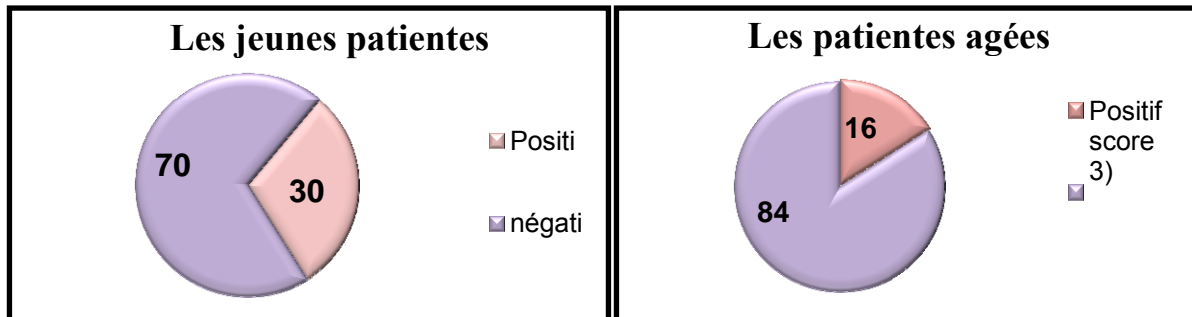 Les jeunes patientes
70
30
Positi
négati
Les patientes agées
16
84
Positif
score
3)